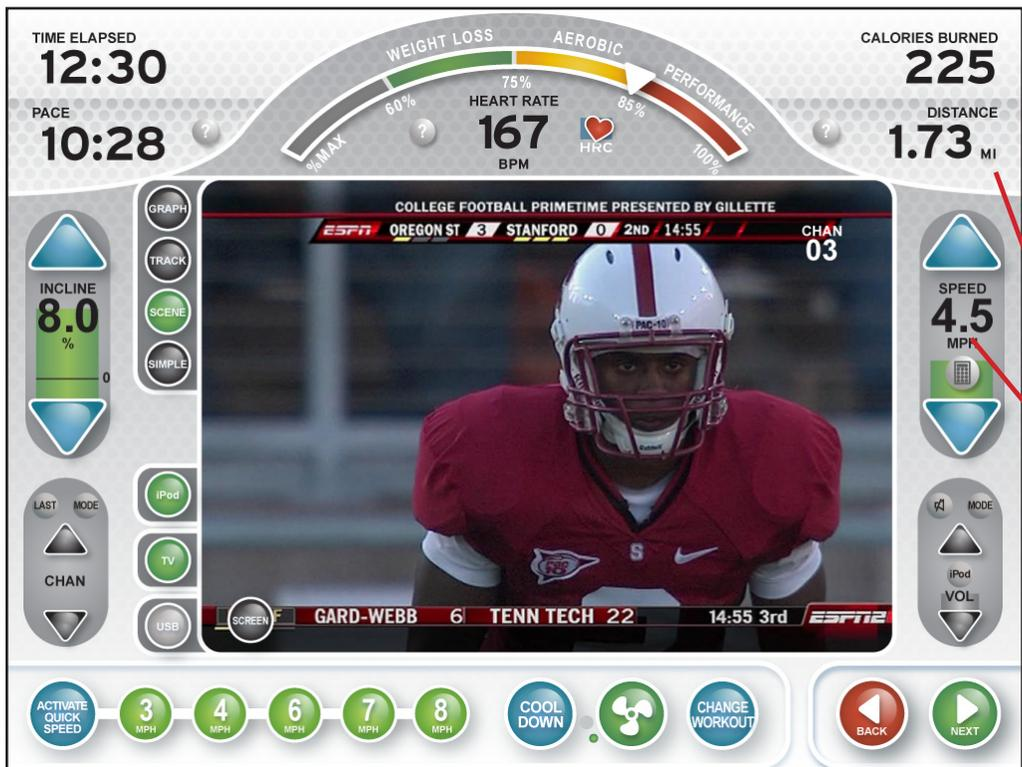 TIME ELAPSED
12:30
PACE
10:28
?
WEIGHT LOSS
AEROBIC
PERFORMANCE
%MAX
60%
75%
85%
100%
?
HEART RATE
167
BPM
HRC
?
CALORIES BURNED
225
DISTANCE
1.73 MI
INCLINE
8.0
%
0
GRAPH
TRACK
SCENE
SIMPLE
COLLEGE FOOTBALL PRIMETIME PRESENTED BY GILLETTE
ESPN OREGON ST 3 STANFORD 0 2ND 14:55
CHAN
03
PAC-10
Riddell
S
SPEED
4.5
MPH
LAST MODE
CHAN
iPod
TV
USB
MODE
iPod
VOL
SCREEN
GARD-WEBB 6 TENN TECH 22 14:55 3rd ESPN2
ACTIVATE
QUICK
SPEED
3
MPH
4
MPH
6
MPH
7
MPH
8
MPH
COOL
DOWN
CHANGE
WORKOUT
BACK
NEXT